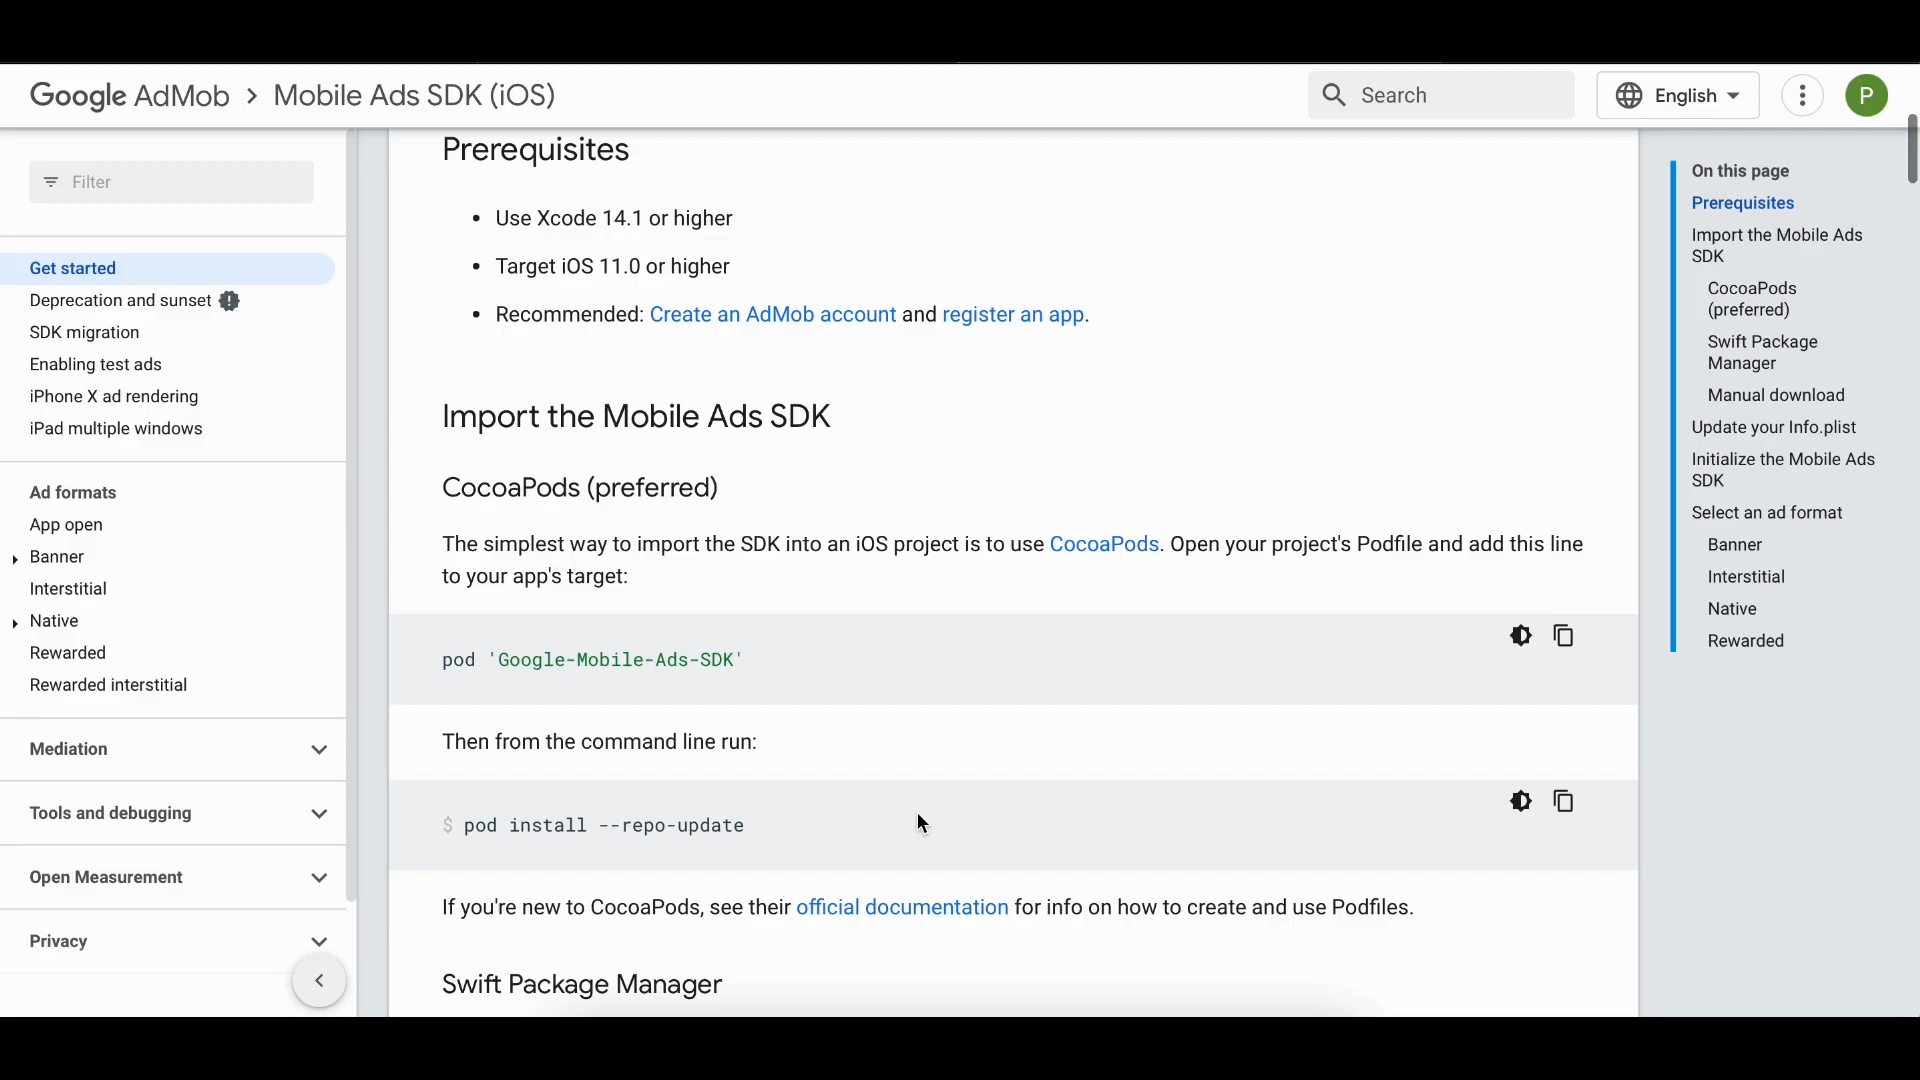 Google AdMob > Mobile Ads SDK (iOS)
Search
English
P
Filter
Get started
Deprecation and sunset
SDK migration
Enabling test ads
iPhone X ad rendering
iPad multiple windows
Ad formats
App open
Banner
Interstitial
Native
Rewarded
Rewarded interstitial
Mediation
Tools and debugging
Open Measurement
Privacy
Prerequisites
• Use Xcode 14.1 or higher
• Target iOS 11.0 or higher
• Recommended: Create an AdMob account and register an app.
Import the Mobile Ads SDK
CocoaPods (preferred)
The simplest way to import the SDK into an iOS project is to use CocoaPods. Open your project's Podfile and add this line
to your app's target:
pod 'Google-Mobile-Ads-SDK'
Then from the command line run:
$ pod install --repo-update
If you're new to CocoaPods, see their official documentation for info on how to create and use Podfiles.
Swift Package Manager
On this page
Prerequisites
Import the Mobile Ads
SDK
CocoaPods
(preferred)
Swift Package
Manager
Manual download
Update your Info.plist
Initialize the Mobile Ads
SDK
Select an ad format
Banner
Interstitial
Native
Rewarded